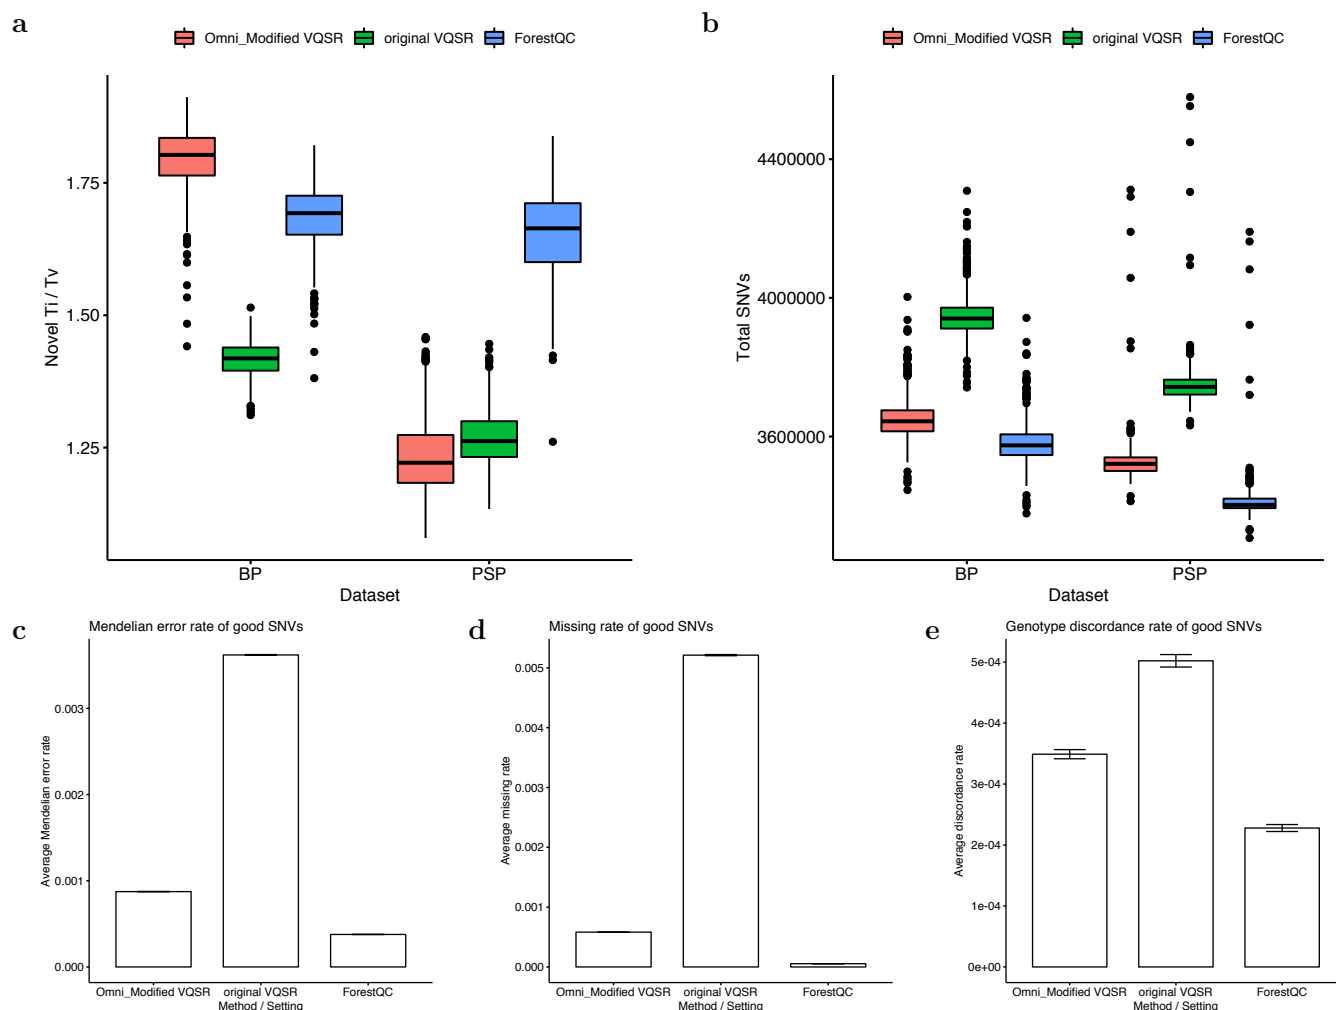 a
Omni_Modified VQSR original VQSR ForestQC
1.75
1.50
1.25
Novel Ti / Tv
BP PSP
Dataset
b
Omni_Modified VQSR original VQSR ForestQC
4400000
4000000
3600000
Total SNVs
BP PSP
Dataset
c
Mendelian error rate of good SNVs
0.003
0.002
0.001
0.000
Average Mendelian error rate
Omni_Modified VQSR original VQSR ForestQC
Method / Setting
d
Missing rate of good SNVs
0.005
0.004
0.003
0.002
0.001
0.000
Average missing rate
Omni_Modified VQSR original VQSR ForestQC
Method / Setting
e
Genotype discordance rate of good SNVs
5e-04
4e-04
3e-04
2e-04
1e-04
0e+00
Average discordance rate
Omni_Modified VQSR original VQSR ForestQC
Method / Setting